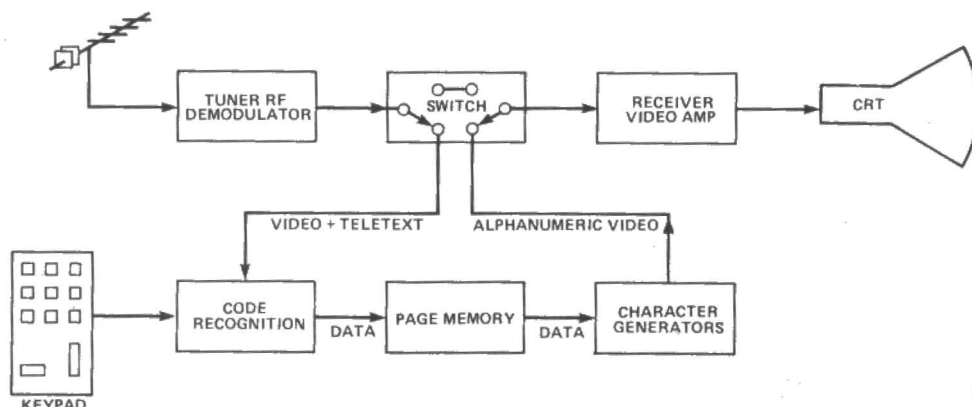 TUNER RF
DEMODULATOR
SWITCH
RECEIVER
VIDEO AMP
CRT
VIDEO + TELETEXT
ALPHANUMERIC VIDEO
CODE
RECOGNITION
DATA
PAGE MEMORY
DATA
CHARACTER
GENERATORS
KEYPAD